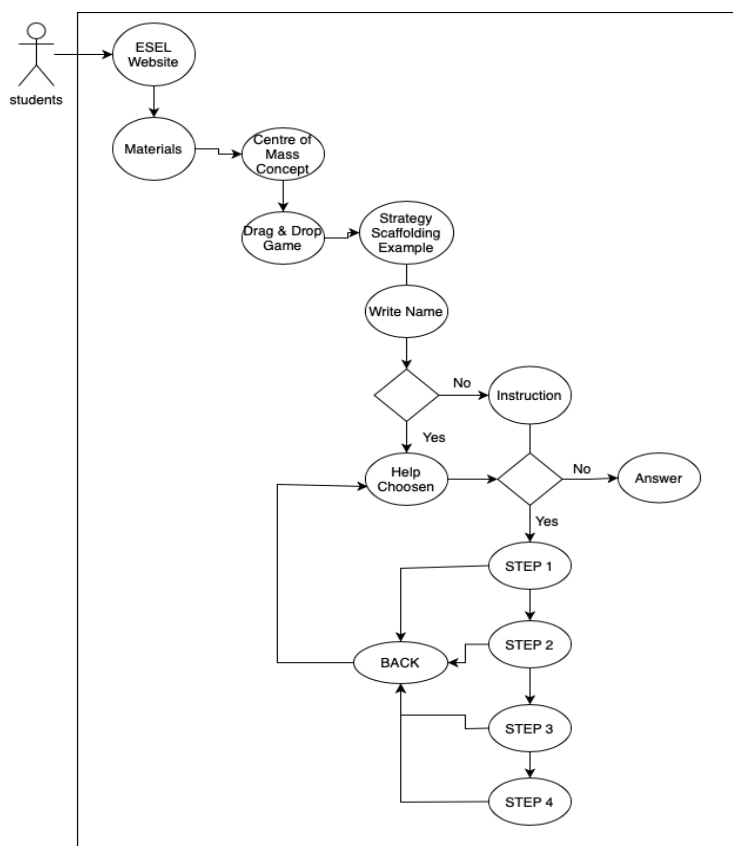 ESEL
Website
students
Materials
Centre of
Mass
Concept
Drag & Drop
Game
Strategy
Scaffolding
Example
Write Name
No
Instruction
Yes
Help
Choosen
No
Answer
Yes
STEP 1
STEP 2
BACK
STEP 3
STEP 4